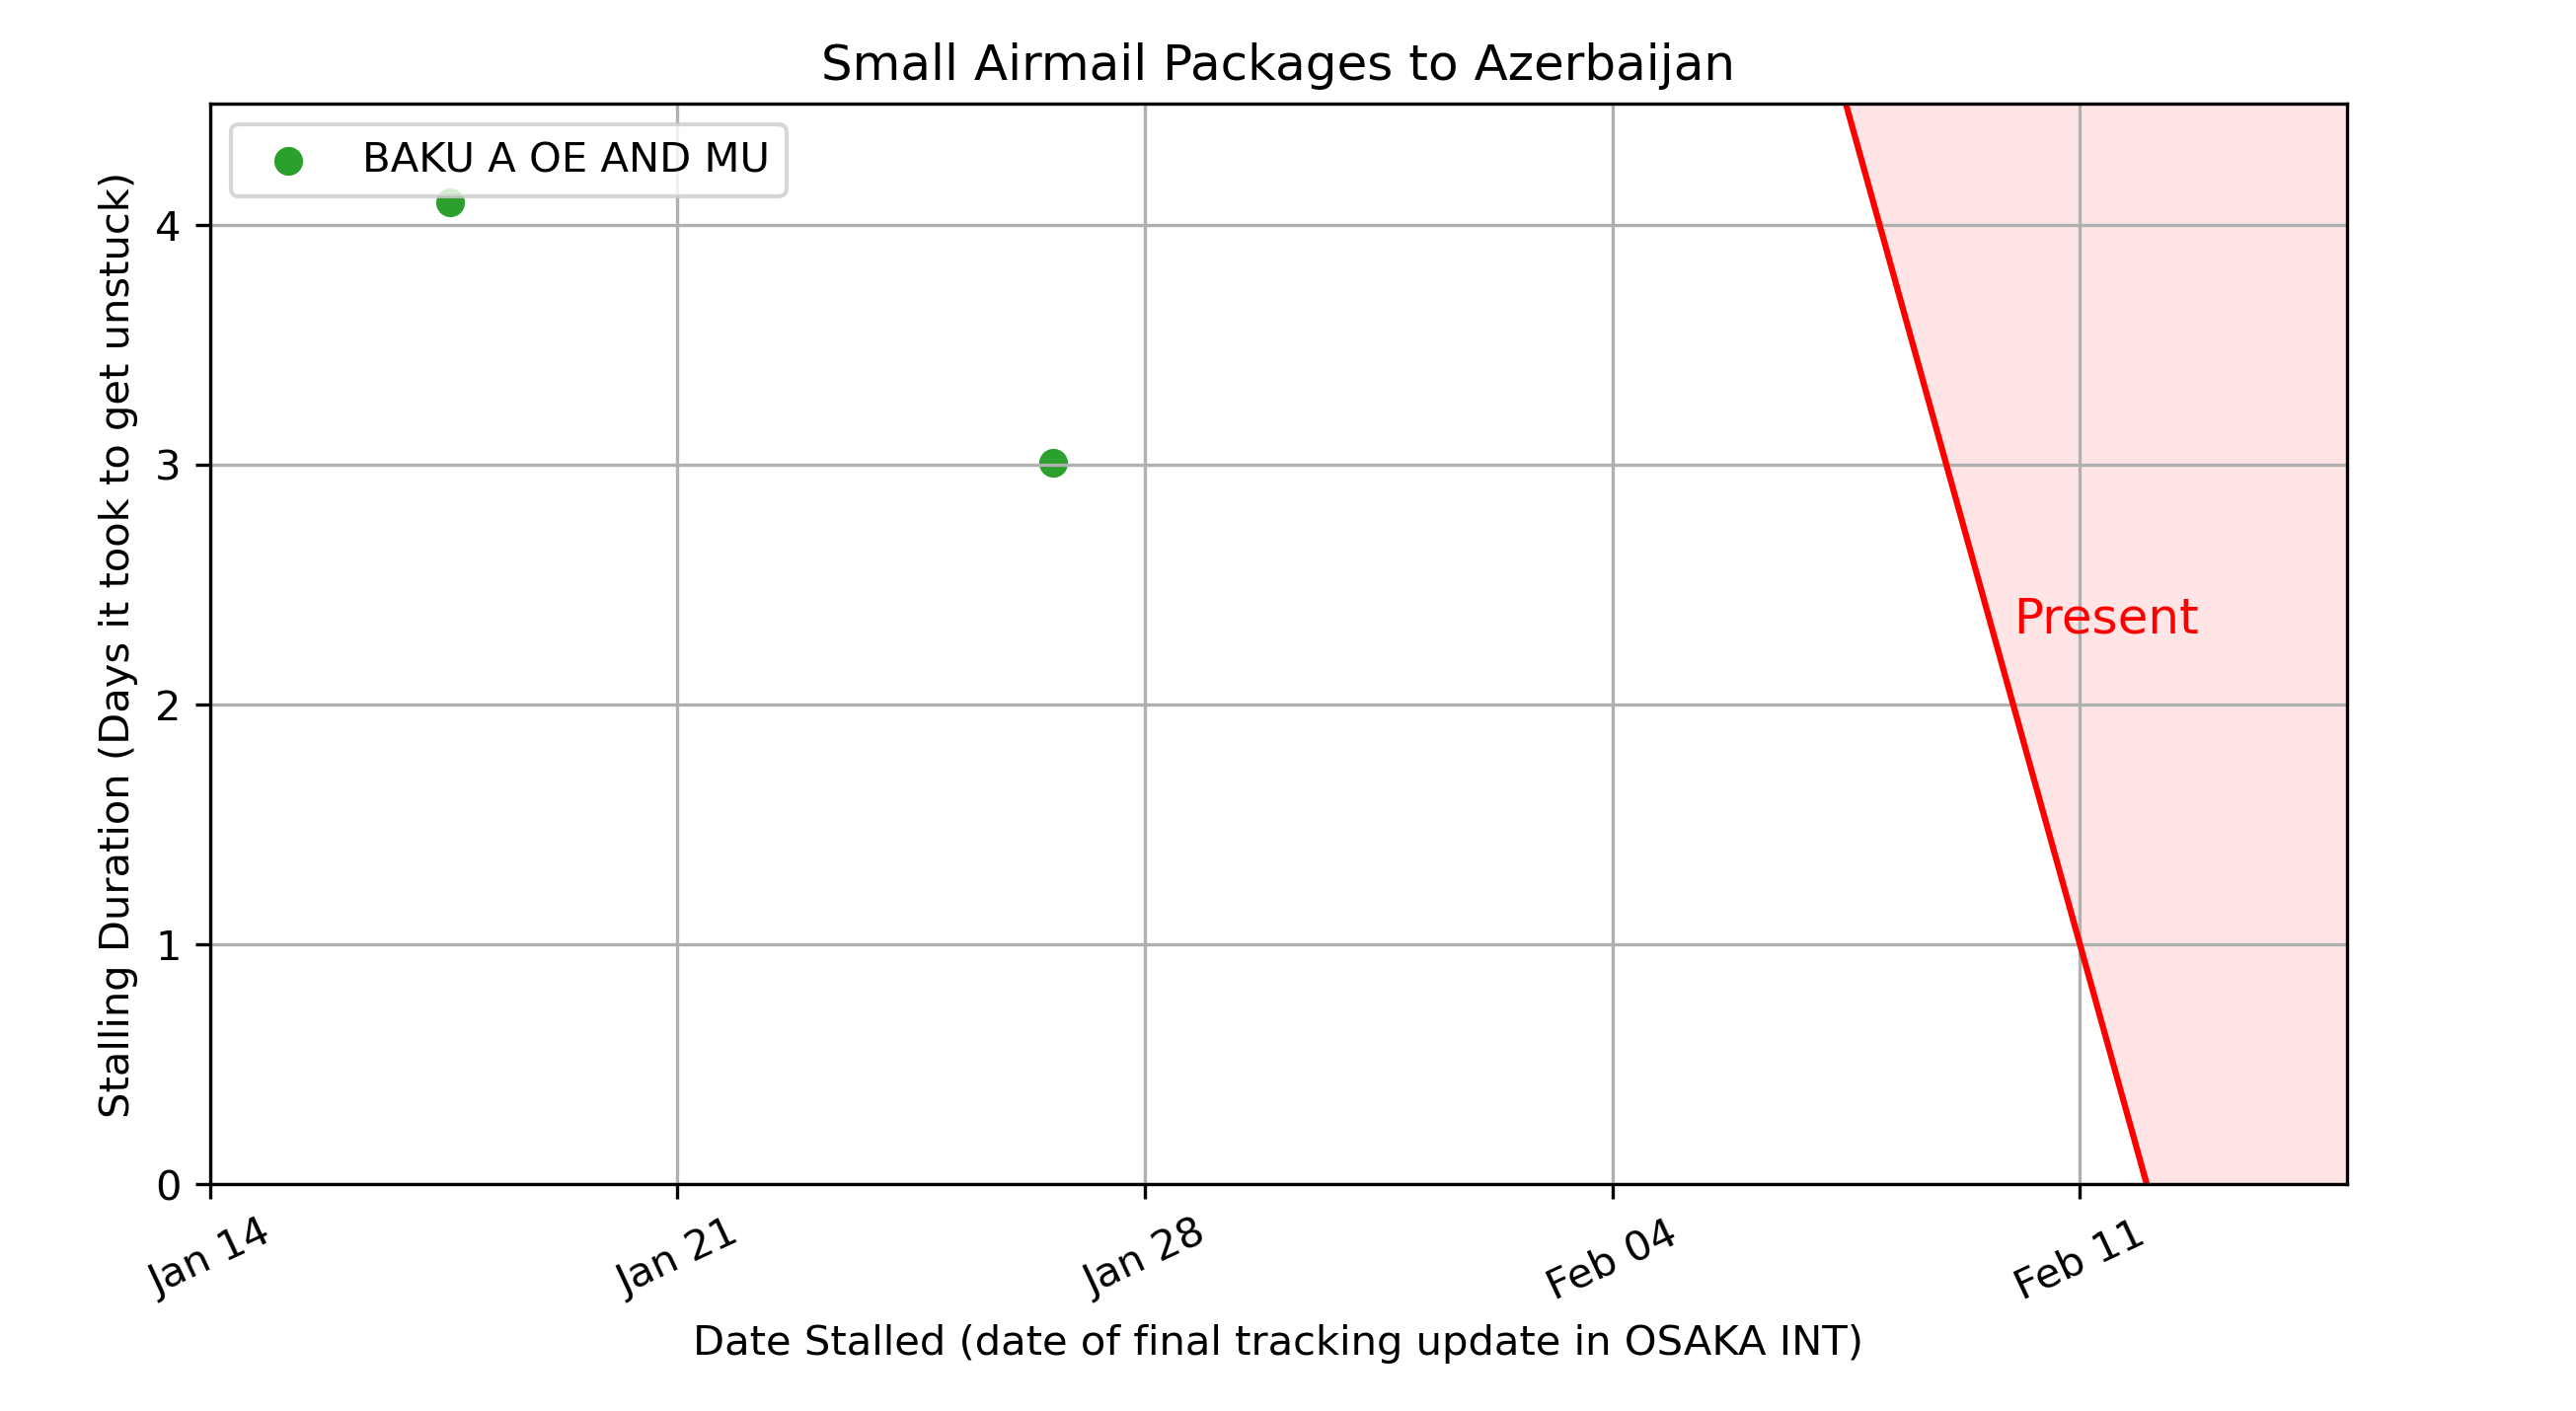 Small Airmail Packages to Azerbaijan
BAKU A OE AND MU
Stalling Duration (Days it took to get unstuck)
4
3
2
1
0
Present
Jan 14
Jan 21
Jan 28
Feb 04
Feb 11
Date Stalled (date of final tracking update in OSAKA INT)